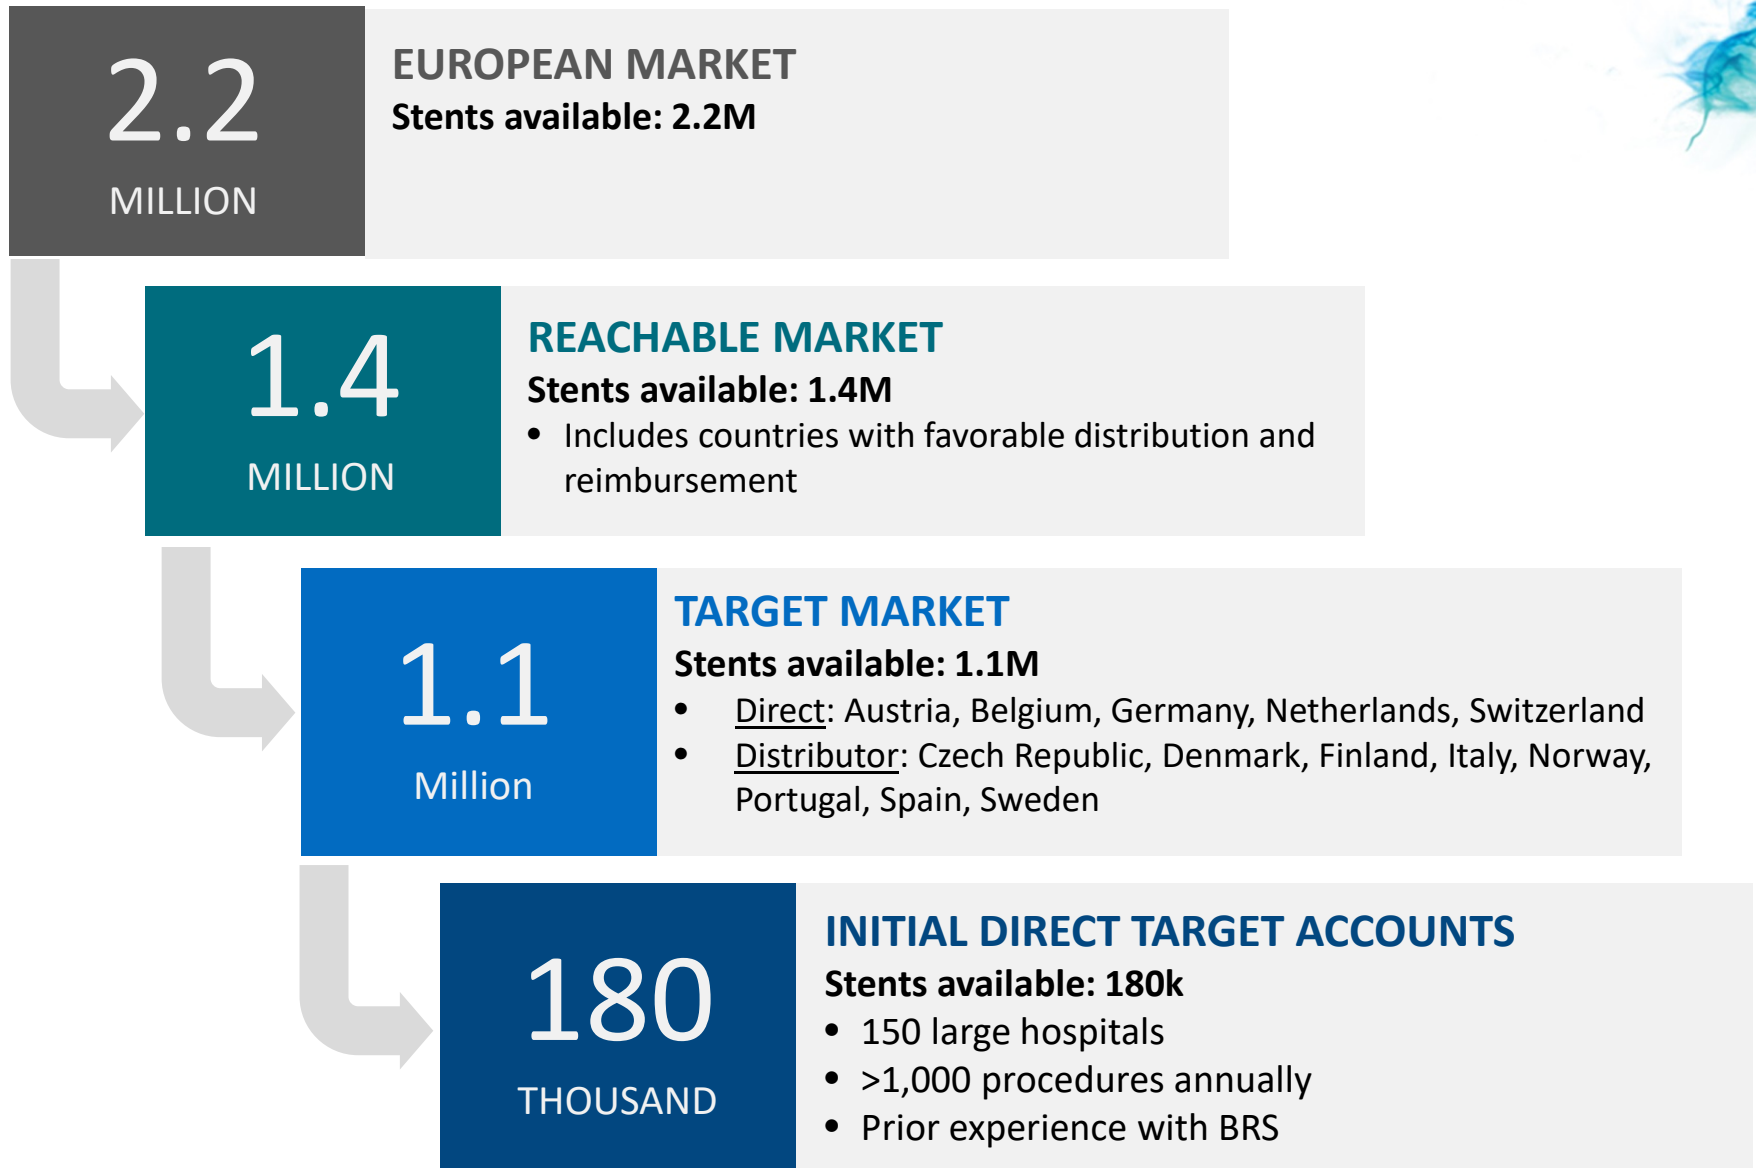 2.2
MILLION
EUROPEAN MARKET
Stents available: 2.2M
1.4
MILLION
REACHABLE MARKET
Stents available: 1.4M
• Includes countries with favorable distribution and
reimbursement
1.1
Million
TARGET MARKET
Stents available: 1.1M
• Direct: Austria, Belgium, Germany, Netherlands, Switzerland
• Distributor: Czech Republic, Denmark, Finland, Italy, Norway,
Portugal, Spain, Sweden
180
THOUSAND
INITIAL DIRECT TARGET ACCOUNTS
Stents available: 180k
• 150 large hospitals
• >1,000 procedures annually
• Prior experience with BRS